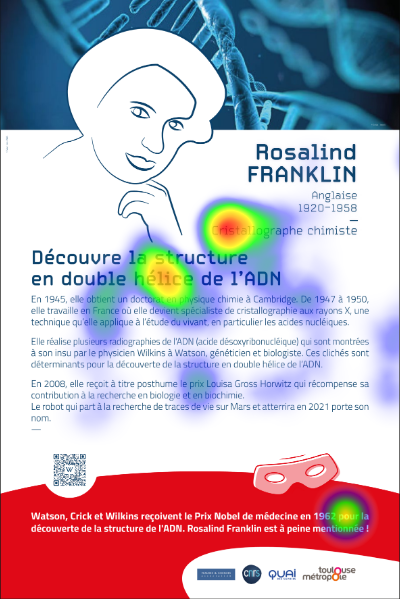 Rosalind
FRANKLIN
Anglaise
1920-1958
Cristallographe chimiste
Découvre la structure
en double hélice de l'ADN
En 1945, elle obtient un doctorat en physique chimie à Cambridge. De 1947 à 1950,
elle travaille en France où elle devient spécialiste de cristallographie aux rayons X, une
technique qu'elle applique à l'étude du vivant, en particulier les acides nucléiques.
Elle réalise plusieurs radiographies de l'ADN (acide désoxyribonucléique) qui sont montrées
à son insu par le physicien Wilkins à Watson, généticien et biologiste. Ces clichés sont
déterminants pour la découverte de la structure en double hélice de l'ADN.
En 2008, elle reçoit à titre posthume le prix Louisa Gross Horwitz qui récompense sa
contribution à la recherche en biologie et en biochimie.
Le robot qui part à la recherche de traces de vie sur Mars et atterrira en 2021 porte son
nom.
Watson, Crick et Wilkins reçoivent le Prix Nobel de médecine en 1962 pour la
découverte de la structure de l'ADN. Rosalind Franklin est à peine mentionnée !
cnrs
QUAI
toulouse
métropole